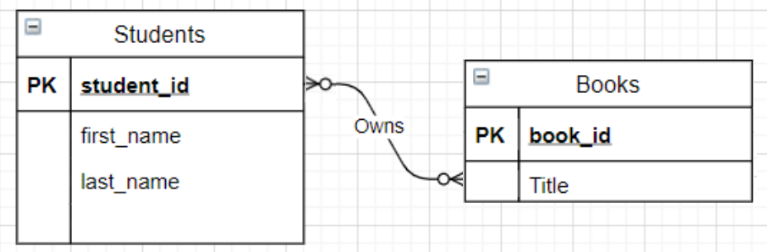 Students
PK student_id
first_name
last_name
Owns
Books
PK book_id
Title